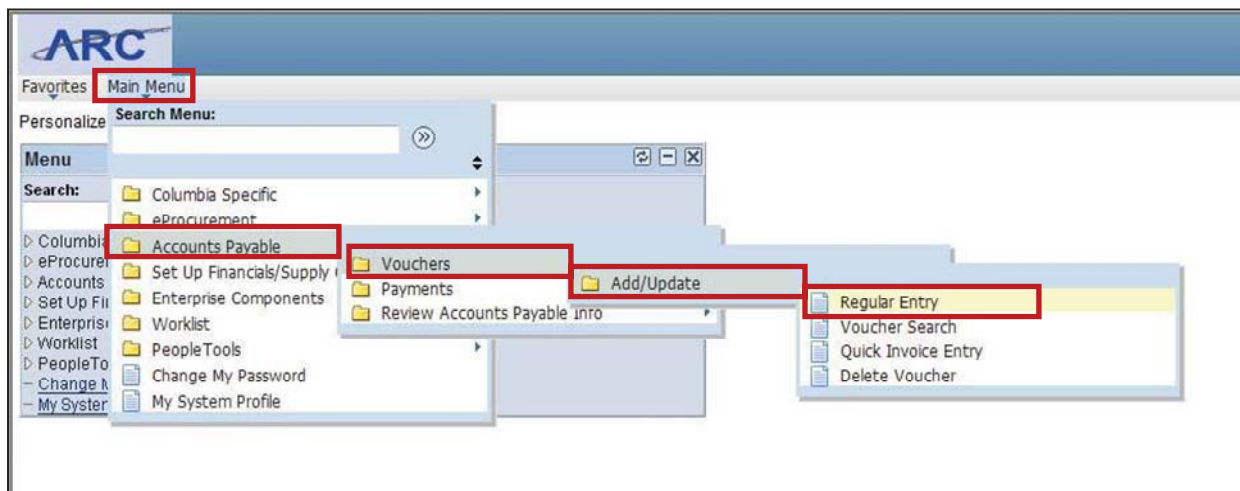 ARC
Favorites Main Menu
Personalize
Search Menu:
Menu
Search:
Columbia Specific
eProcurement
Accounts Payable
Set Up Financials/Supply
Enterprise Components
Worklist
PeopleTools
Change My Password
My System Profile
Vouchers
Payments
Review Accounts Payable Info
Add/Update
Regular Entry
Voucher Search
Quick Invoice Entry
Delete Voucher
Accounts
Worklist